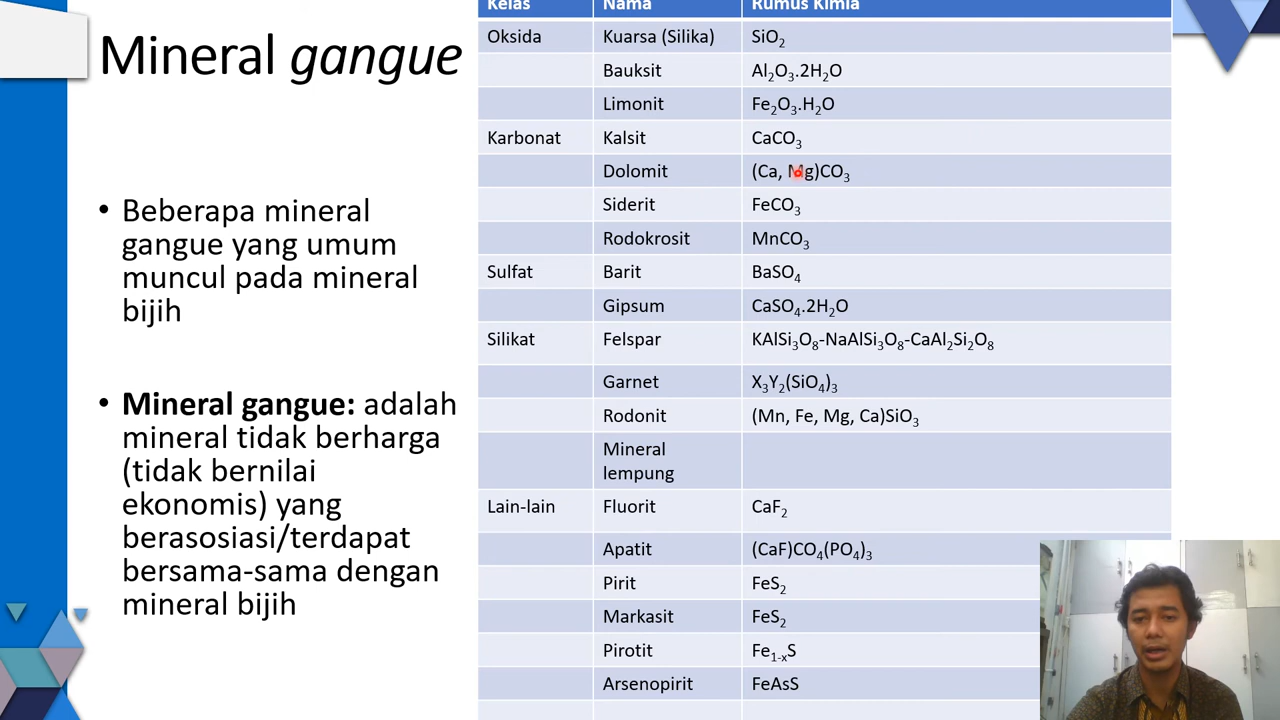 Mineral gangue
• Beberapa mineral
gangue yang umum
muncul pada mineral
bijih
• Mineral gangue: adalah
mineral tidak berharga
(tidak bernilai
ekonomis) yang
berasosiasi/terdapat
bersama-sama dengan
mineral bijih
Kelas Nama Rumus Kimia
Oksida Kuarsa (Silika) SiO₂
Bauksit Al₂O₃.2H₂O
Limonit Fe₂O₃.H₂O
Karbonat Kalsit CaCO₃
Dolomit (Ca, Mg)CO₃
Siderit FeCO₃
Rodokrosit MnCO₃
Sulfat Barit BaSO₄
Gipsum CaSO₄.2H₂O
Silikat Felspar KAlSi₃O₈-NaAlSi₃O₈-CaAl₂Si₂O₈
Garnet X₃Y₂(SiO₄)₃
Rodonit (Mn, Fe, Mg, Ca)SiO₃
Mineral
lempung
Lain-lain Fluorit CaF₂
Apatit (CaF)CO₄(PO₄)₃
Pirit FeS₂
Markasit FeS₂
Pirotit Fe₁₋ₓS
Arsenopirit FeAsS